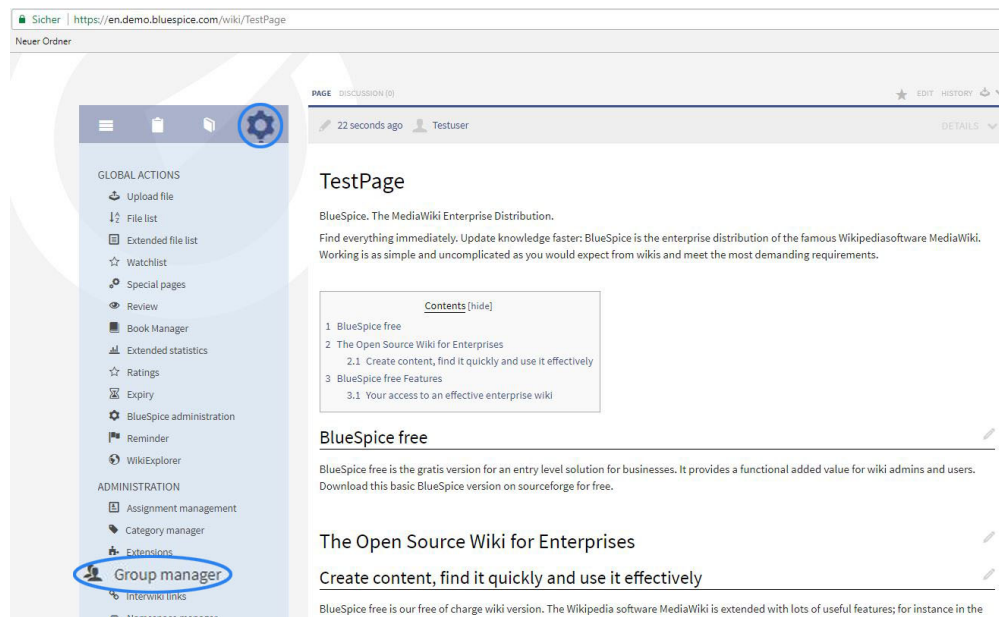 Sicher | https://en.demo.bluespice.com/wiki/TestPage
Neuer Ordner
PAGE DISCUSSION (0) EDIT HISTORY
22 seconds ago Testuser DETAILS
GLOBAL ACTIONS
Upload file
File list
Extended file list
Watchlist
Special pages
Review
Book Manager
Extended statistics
Ratings
Expiry
BlueSpice administration
Reminder
WikiExplorer
ADMINISTRATION
Assignment management
Category manager
Extensions
Group manager
Interwiki links
Namespace manager
TestPage
BlueSpice. The MediaWiki Enterprise Distribution.
Find everything immediately. Update knowledge faster: BlueSpice is the enterprise distribution of the famous Wikipediasoftware MediaWiki.
Working is as simple and uncomplicated as you would expect from wikis and meet the most demanding requirements.
Contents [hide]
1 BlueSpice free
2 The Open Source Wiki for Enterprises
2.1 Create content, find it quickly and use it effectively
3 BlueSpice free Features
3.1 Your access to an effective enterprise wiki
BlueSpice free
BlueSpice free is the gratis version for an entry level solution for businesses. It provides a functional added value for wiki admins and users.
Download this basic BlueSpice version on sourceforge for free.
The Open Source Wiki for Enterprises
Create content, find it quickly and use it effectively
BlueSpice free is our free of charge wiki version. The Wikipedia software MediaWiki is extended with lots of useful features; for instance in the